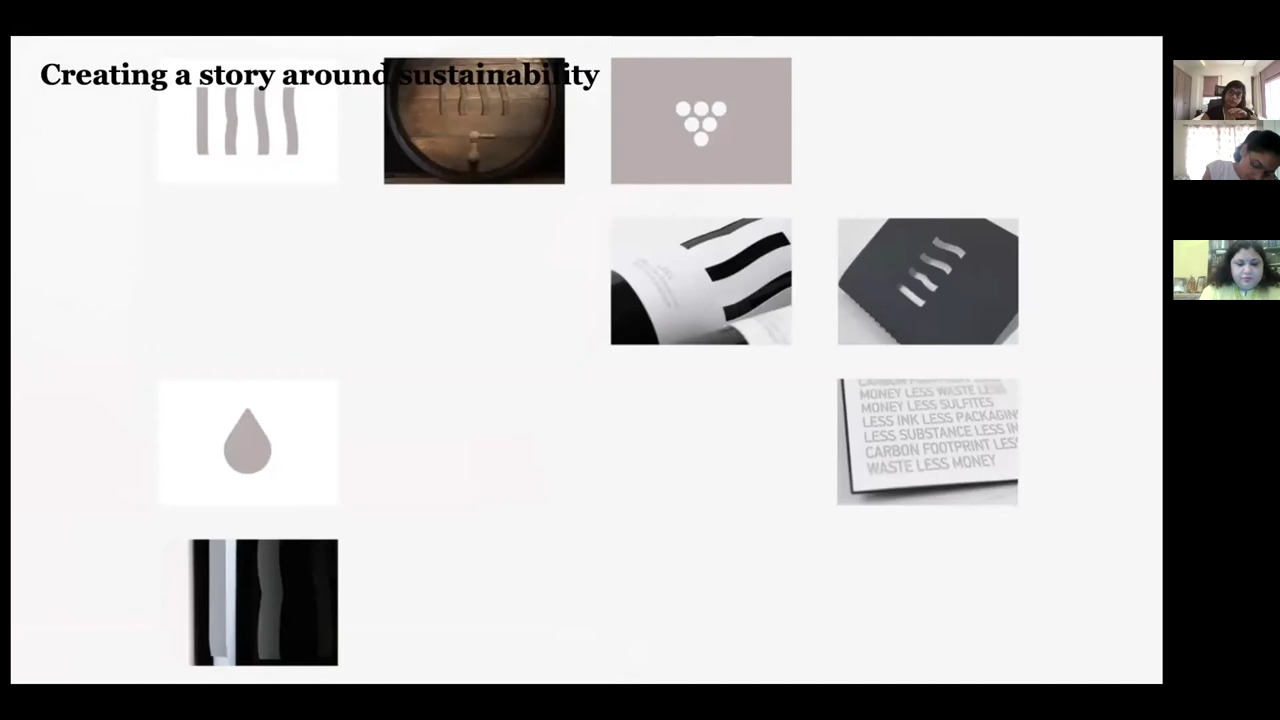 Creating a story around sustainability
MONEY LESS WASTE
MONEY LESS SULFITES
LESS INK LESS PACKAGIN
LESS SUBSTANCE LESS IN
CARBON FOOTPRINT LES
WASTE LESS MONEY